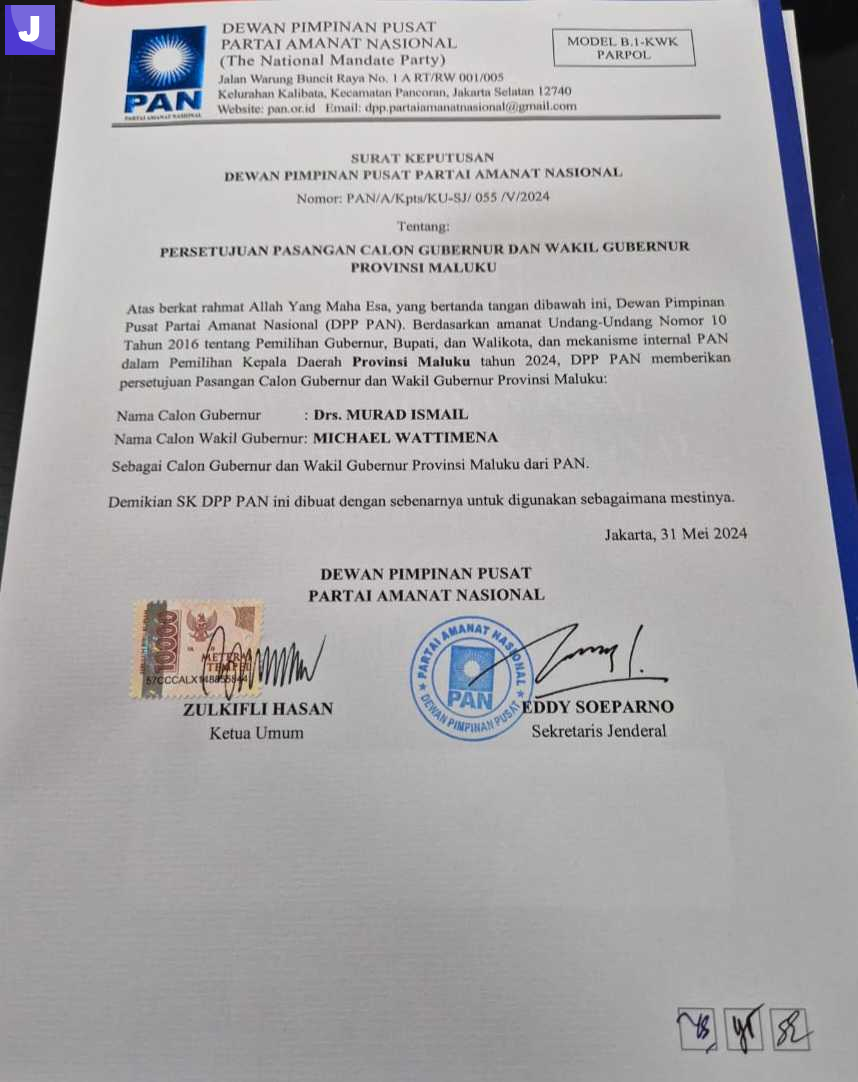 J
DEWAN PIMPINAN PUSAT
PARTAI AMANAT NASIONAL
(The National Mandate Party)
Jalan Warung Buncit Raya No. 1 A RT/RW 001/005
Kelurahan Kalibata, Kecamatan Pancoran, Jakarta Selatan 12740
Website: pan.or.id Email: dpp.partaiamanatnasional@gmail.com
PAN
PARTAI AMANAT NASIONAL
MODEL B.1-KWK
PARPOL
SURAT KEPUTUSAN
DEWAN PIMPINAN PUSAT PARTAI AMANAT NASIONAL
Nomor: PAN/A/Kpts/KU-SJ/ 055 /V/2024
Tentang:
PERSETUJUAN PASANGAN CALON GUBERNUR DAN WAKIL GUBERNUR
PROVINSI MALUKU
Atas berkat rahmat Allah Yang Maha Esa, yang bertanda tangan dibawah ini, Dewan Pimpinan
Pusat Partai Amanat Nasional (DPP PAN). Berdasarkan amanat Undang-Undang Nomor 10
Tahun 2016 tentang Pemilihan Gubernur, Bupati, dan Walikota, dan mekanisme internal PAN
dalam Pemilihan Kepala Daerah Provinsi Maluku tahun 2024, DPP PAN memberikan
persetujuan Pasangan Calon Gubernur dan Wakil Gubernur Provinsi Maluku:
Nama Calon Gubernur : Drs. MURAD ISMAIL
Nama Calon Wakil Gubernur: MICHAEL WATTIMENA
Sebagai Calon Gubernur dan Wakil Gubernur Provinsi Maluku dari PAN.
Demikian SK DPP PAN ini dibuat dengan sebenarnya untuk digunakan sebagaimana mestinya.
Jakarta, 31 Mei 2024
DEWAN PIMPINAN PUSAT
PARTAI AMANAT NASIONAL
10000
METERAI
TEMPEL
PARTAI AMANAT NASIONAL
PAN
DEWAN PIMPINAN PUSAT
ZULKIFLI HASAN
Ketua Umum
EDDY SOEPARNO
Sekretaris Jenderal